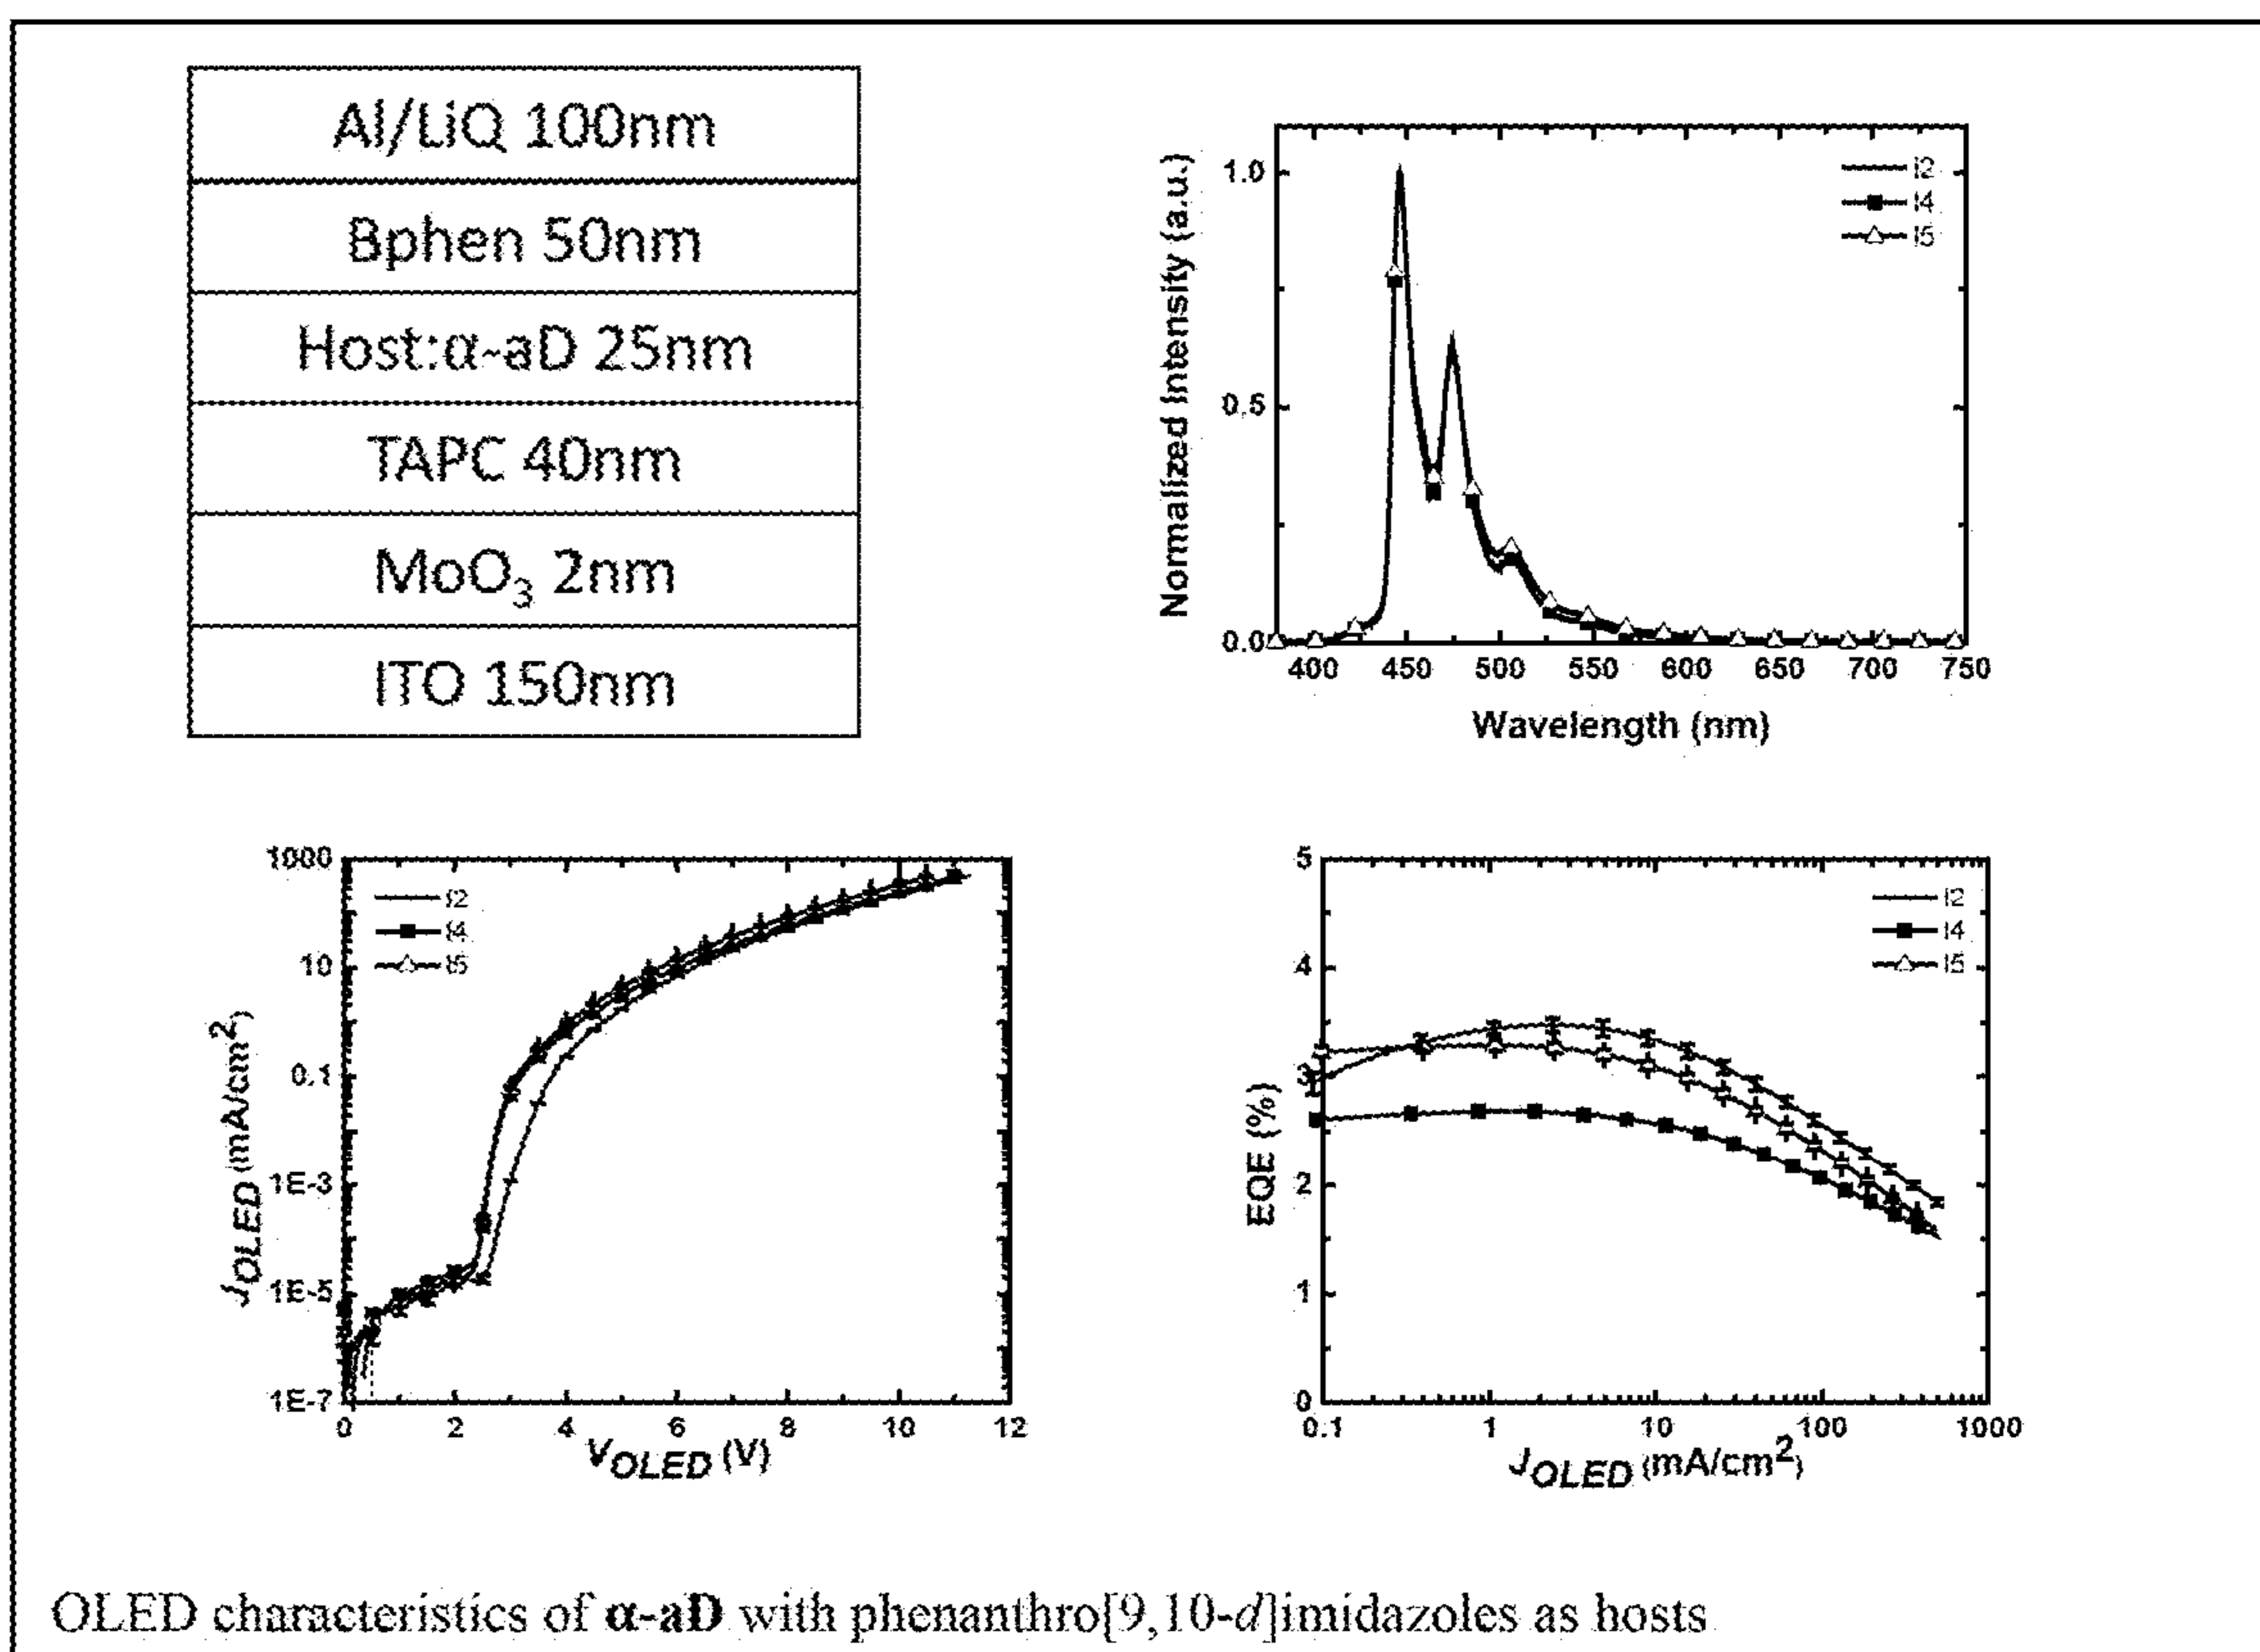 Al/LiQ 100nm
Bphen 50nm
Host:α-aD 25nm
TAPC 40nm
MoO₃ 2nm
ITO 150nm
Normalized Intensity (a.u.)
1.0
0.5
0.0
I2
I4
I5
400 450 500 550 600 650 700 750
Wavelength (nm)
J_OLED (mA/cm²)
1000
10
0.1
1E-3
1E-5
1E-7
I2
I4
I5
0 2 4 6 8 10 12
V_OLED (V)
EQE (%)
5
4
3
2
1
0
I2
I4
I5
0.1 1 10 100 1000
J_OLED (mA/cm²)
OLED characteristics of α-aD with phenanthro[9,10-d]imidazoles as hosts